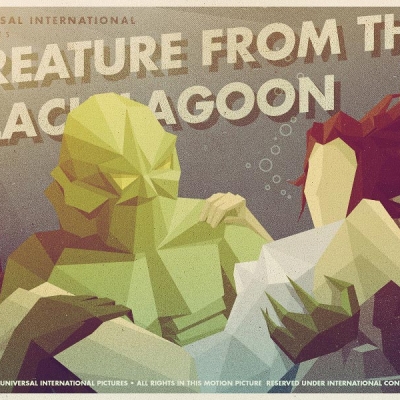 SAL INTERNATIONAL
REATURE FROM TH
LACK LAGOON
UNIVERSAL INTERNATIONAL PICTURES • ALL RIGHTS IN THIS MOTION PICTURE RESERVED UNDER INTERNATIONAL CON